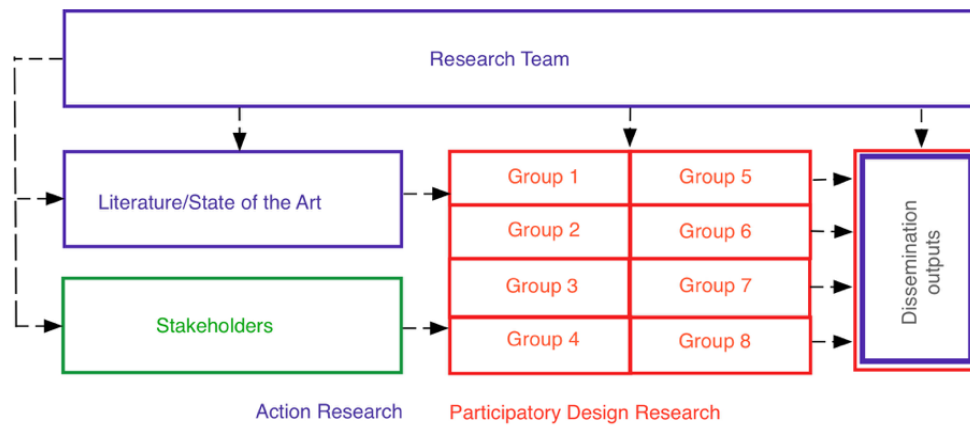 Research Team
Literature/State of the Art
Stakeholders
Group 1
Group 5
Group 2
Group 6
Group 3
Group 7
Group 4
Group 8
Dissemination
outputs
Action Research
Participatory Design Research